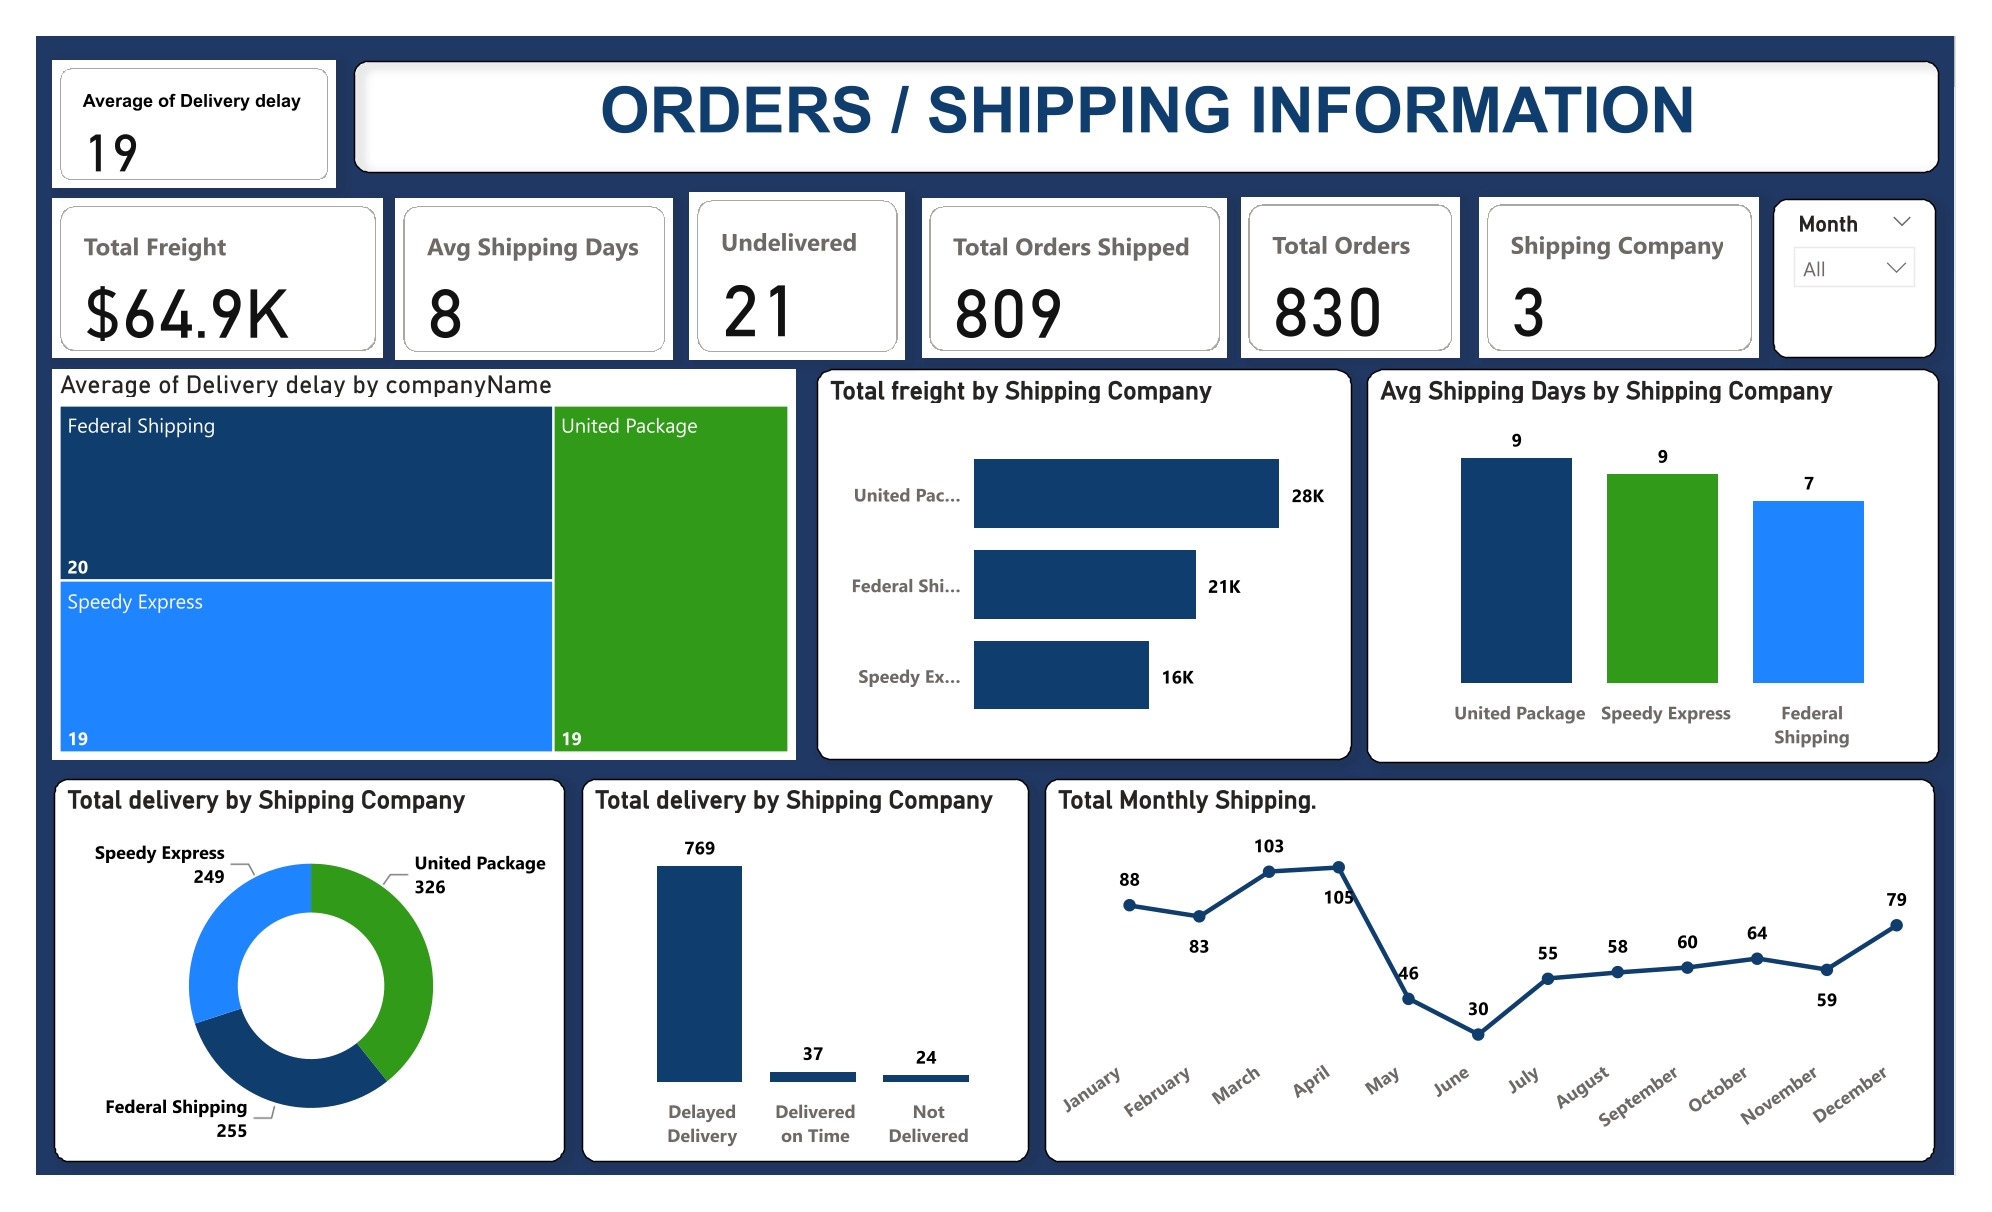 Average of Delivery delay
19
ORDERS / SHIPPING INFORMATION
Total Freight
$64.9K
Avg Shipping Days
8
Undelivered
21
Total Orders Shipped
809
Total Orders
830
Shipping Company
3
Month
All
Average of Delivery delay by companyName
Federal Shipping
20
Speedy Express
19
United Package
19
Total freight by Shipping Company
United Pac...
28K
Federal Shi...
21K
Speedy Ex...
16K
Avg Shipping Days by Shipping Company
9
9
7
United Package
Speedy Express
Federal
Shipping
Total delivery by Shipping Company
Speedy Express
249
United Package
326
Federal Shipping
255
Total delivery by Shipping Company
769
37
24
Delayed
Delivery
Delivered
on Time
Not
Delivered
Total Monthly Shipping.
88
83
103
105
46
30
55
58
60
64
59
79
January
February
March
April
May
June
July
August
September
October
November
December